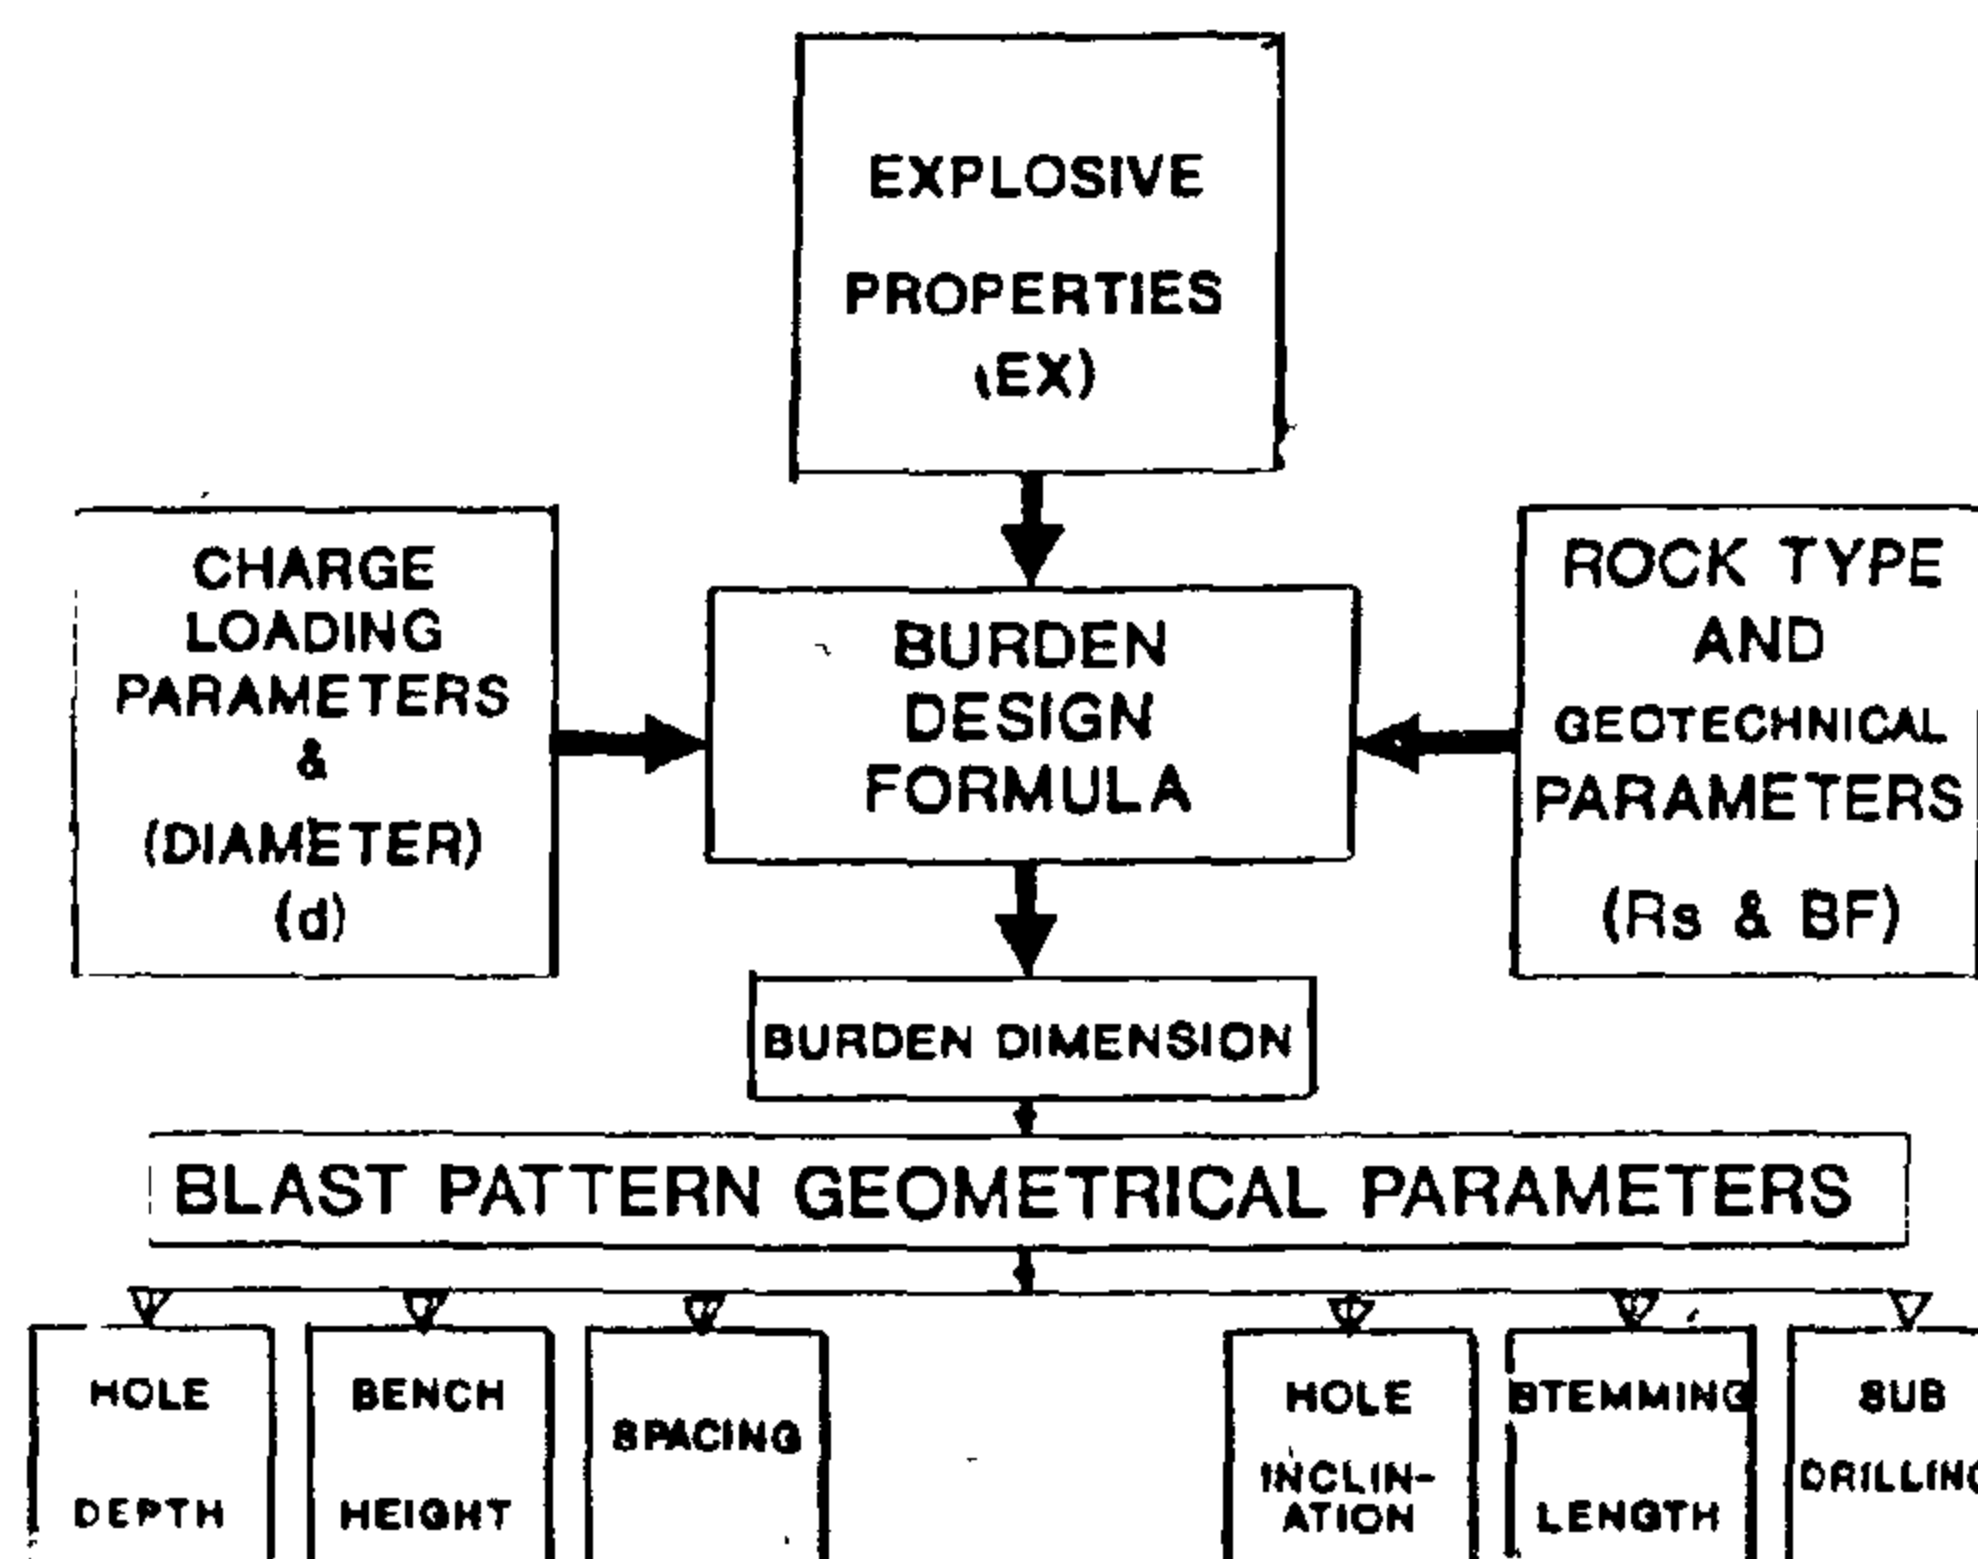 EXPLOSIVE
PROPERTIES
(EX)
CHARGE
LOADING
PARAMETERS
&
(DIAMETER)
(d)
BURDEN
DESIGN
FORMULA
ROCK TYPE
AND
GEOTECHNICAL
PARAMETERS
(Rs & BF)
BURDEN DIMENSION
BLAST PATTERN GEOMETRICAL PARAMETERS
HOLE
DEPTH
BENCH
HEIGHT
SPACING
HOLE
INCLIN-
ATION
STEMMING
LENGTH
SUB
DRILLING